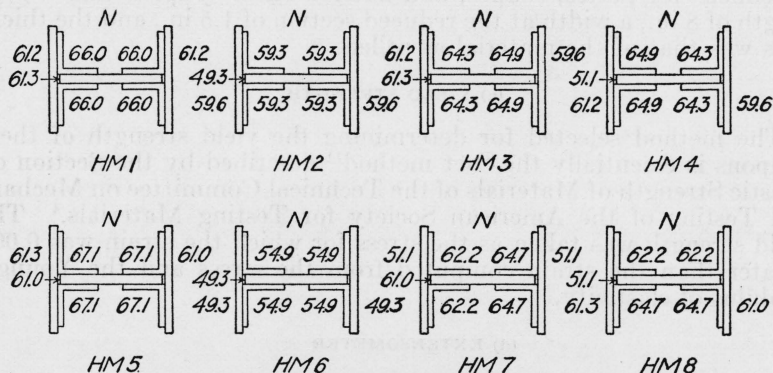 N N N N
61.2 66.0 66.0 61.2 59.3 59.3 61.2 64.3 64.9 59.6 64.9 64.3
61.3 49.3 61.3 51.1
66.0 66.0 59.6 59.3 59.3 59.6 64.3 64.9 61.2 64.9 64.3 59.6
HM1 HM2 HM3 HM4
N N N N
61.3 67.1 67.1 61.0 54.9 54.9 51.1 62.2 64.7 51.1 62.2 62.2
61.0 49.3 61.0 51.1
67.1 67.1 49.3 54.9 54.9 49.3 62.2 64.7 61.3 64.7 64.7 61.0
HM5 HM6 HM7 HM8